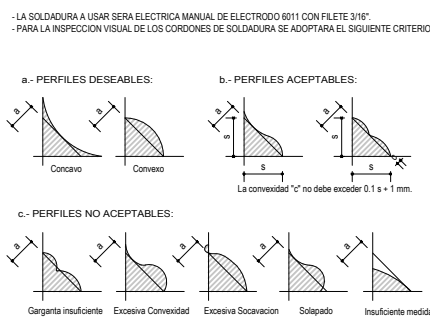 - LA SOLDADURA A USAR SERA ELECTRICA MANUAL DE ELECTRODO 6011 CON FILETE 3/16".
- PARA LA INSPECCION VISUAL DE LOS CORDONES DE SOLDADURA SE ADOPTARA EL SIGUIENTE CRITERIO
a.- PERFILES DESEABLES:
b.- PERFILES ACEPTABLES:
a
a
a
a
s
s
c
Concavo
Convexo
s
s
La convexidad "c" no debe exceder 0.1 s + 1 mm.
c.- PERFILES NO ACEPTABLES:
a
a
a
a
a
Garganta insuficiente
Excesiva Convexidad
Excesiva Socavacion
Solapado
Insuficiente medida